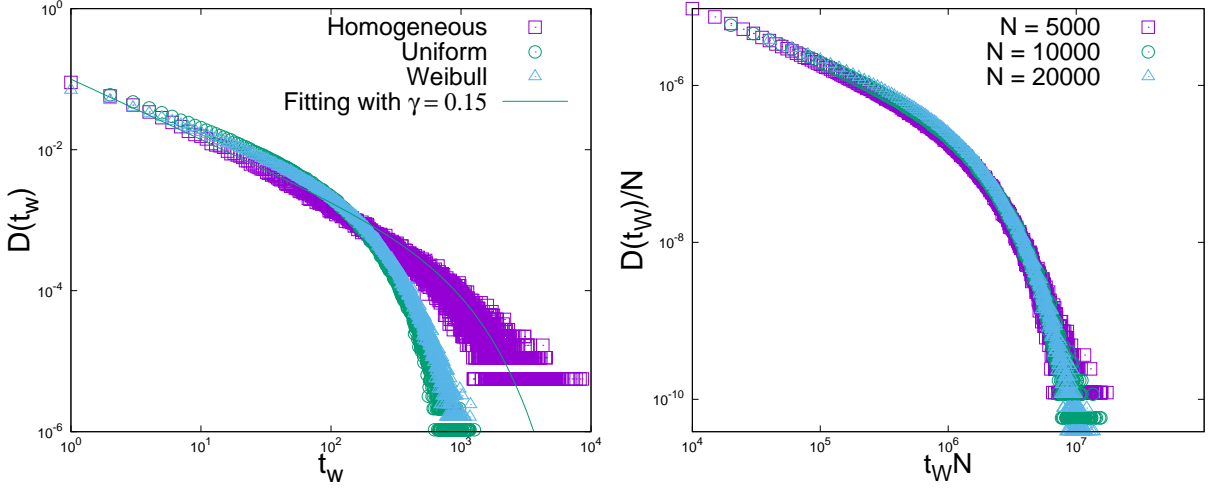 10^0
10^-2
10^-4
10^-6
D(t_w)
10^0 10^1 10^2 10^3 10^4
t_w
Homogeneous
Uniform
Weibull
Fitting with γ = 0.15
10^-6
10^-8
10^-10
D(t_W)/N
10^4 10^5 10^6 10^7
t_W N
N = 5000
N = 10000
N = 20000